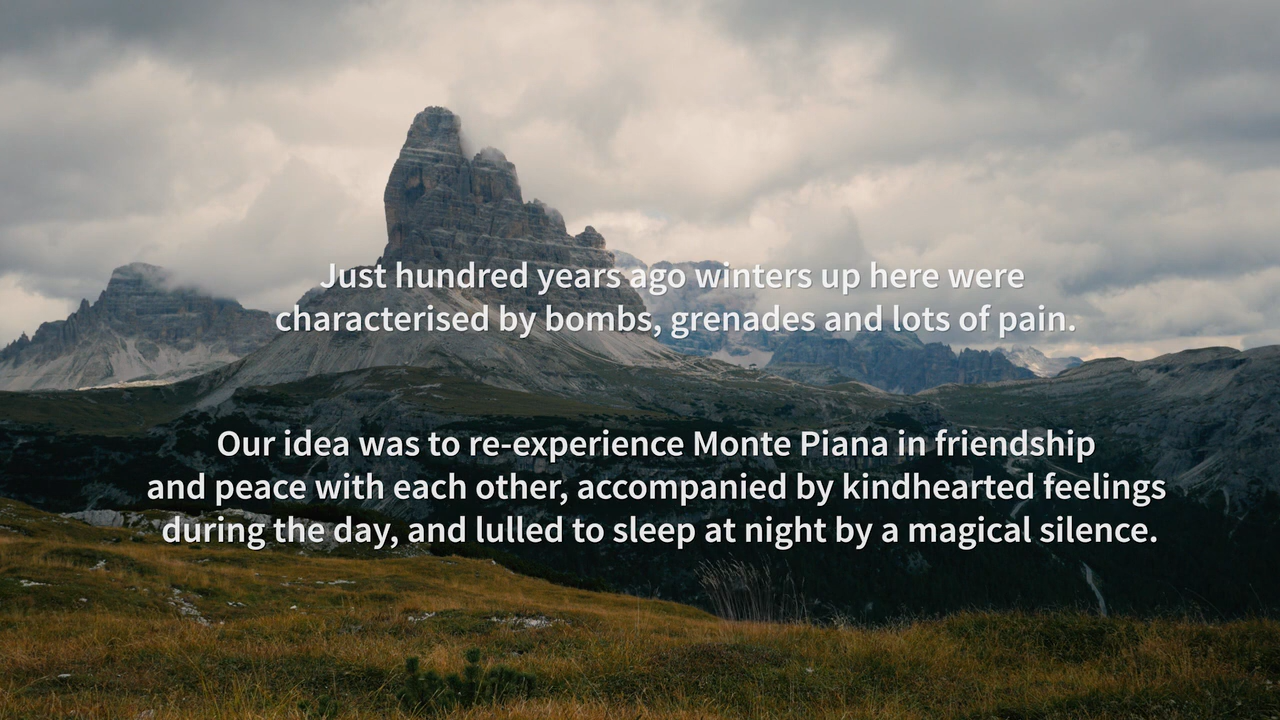 Just hundred years ago winters up here were
characterised by bombs, grenades and lots of pain.
Our idea was to re-experience Monte Piana in friendship
and peace with each other, accompanied by kindhearted feelings
during the day, and lulled to sleep at night by a magical silence.